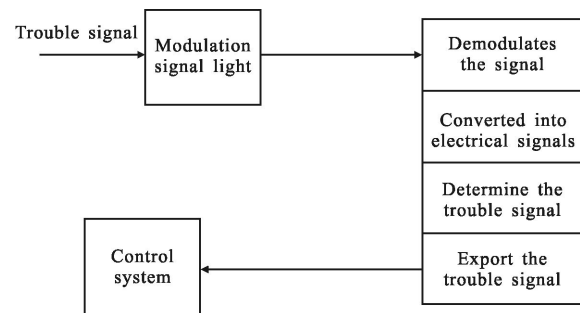 Trouble signal
Modulation
signal light
Demodulates
the signal
Converted into
electrical signals
Determine the
trouble signal
Export the
trouble signal
Control
system